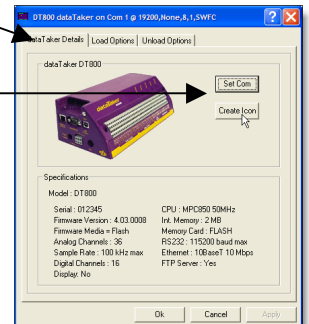 DT800 dataTaker on Com 1 @ 19200,None,8,1,SWFC
dataTaker Details
Load Options
Unload Options
dataTaker DT800
dataTaker
Set Com
Create Icon
Specifications
Model : DT800
Serial : 012345
CPU : MPC850 50MHz
Firmware Version : 4.03.0008
Int. Memory : 2 MB
Firmware Media = Flash
Memory Card : FLASH
Analog Channels : 36
RS232 : 115200 baud max
Sample Rate : 100 kHz max
Ethernet : 10BaseT 10 Mbps
Digital Channels : 16
FTP Server : Yes
Display: No
Ok
Cancel
Apply